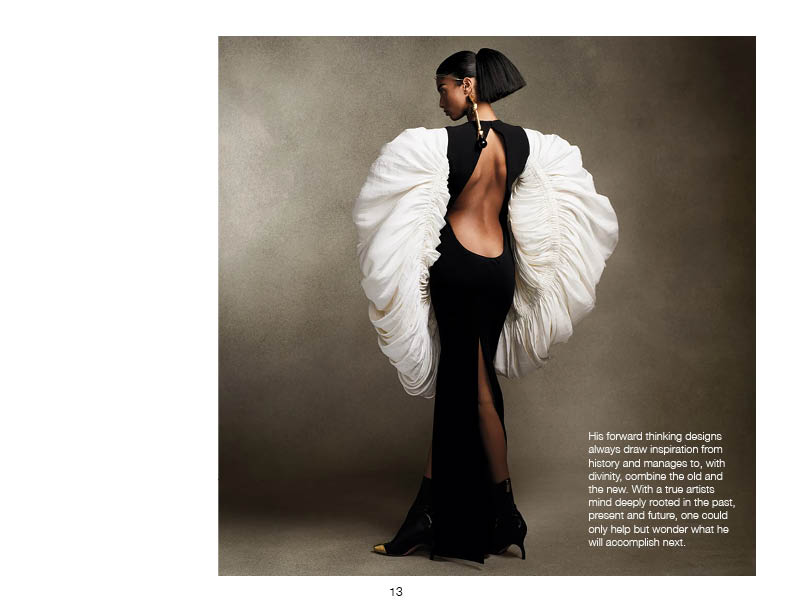 His forward thinking designs
always draw inspiration from
history and manages to, with
divinity, combine the old and
the new. With a true artists
mind deeply rooted in the past,
present and future, one could
only help but wonder what he
will accomplish next.
13